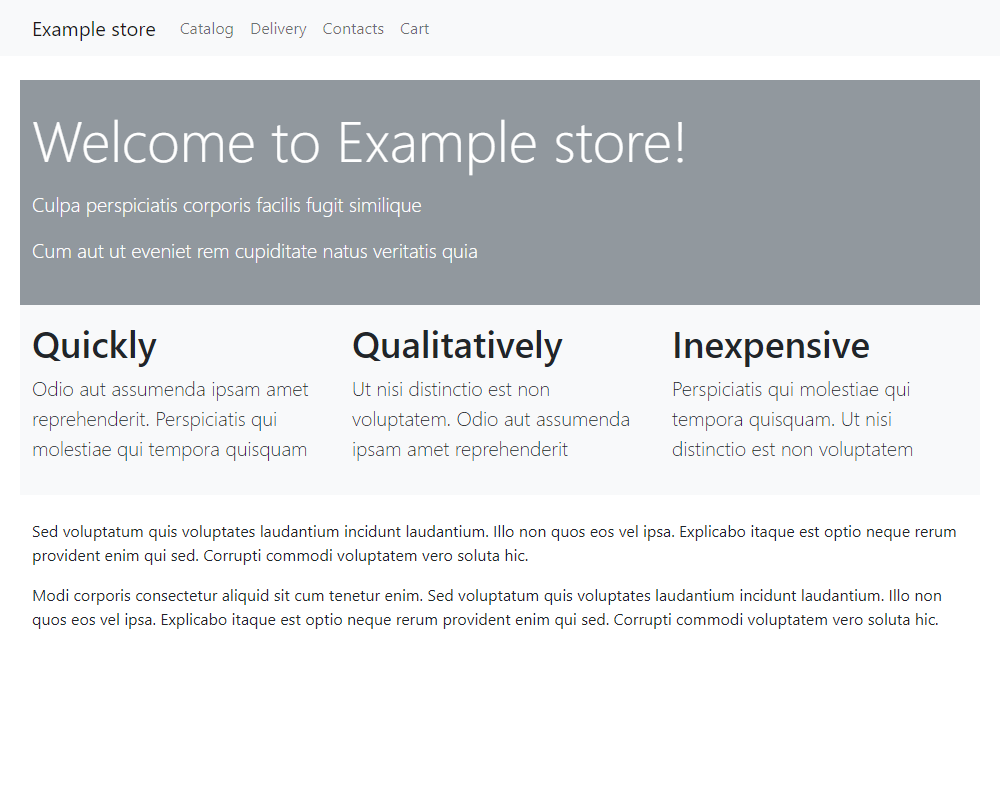 Example store Catalog Delivery Contacts Cart
Welcome to Example store!
Culpa perspiciatis corporis facilis fugit similique
Cum aut ut eveniet rem cupiditate natus veritatis quia
Quickly
Odio aut assumenda ipsam amet
reprehenderit. Perspiciatis qui
molestiae qui tempora quisquam
Qualitatively
Ut nisi distinctio est non
voluptatem. Odio aut assumenda
ipsam amet reprehenderit
Inexpensive
Perspiciatis qui molestiae qui
tempora quisquam. Ut nisi
distinctio est non voluptatem
Sed voluptatum quis voluptates laudantium incidunt laudantium. Illo non quos eos vel ipsa. Explicabo itaque est optio neque rerum
provident enim qui sed. Corrupti commodi voluptatem vero soluta hic.
Modi corporis consectetur aliquid sit cum tenetur enim. Sed voluptatum quis voluptates laudantium incidunt laudantium. Illo non
quos eos vel ipsa. Explicabo itaque est optio neque rerum provident enim qui sed. Corrupti commodi voluptatem vero soluta hic.